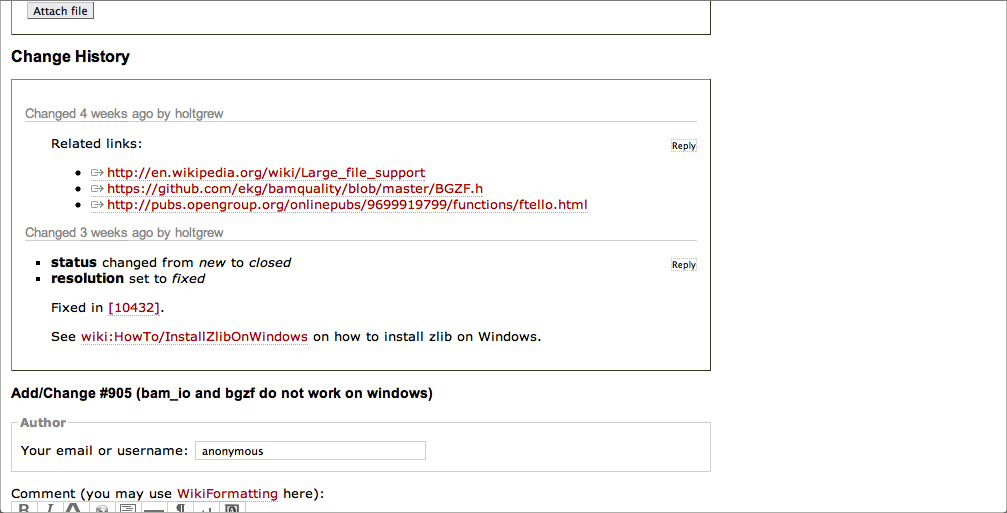 Attach file
Change History
Changed 4 weeks ago by holtgrew
Related links:
Reply
http://en.wikipedia.org/wiki/Large_file_support
https://github.com/ekg/bamquality/blob/master/BGZF.h
http://pubs.opengroup.org/onlinepubs/9699919799/functions/ftello.html
Changed 3 weeks ago by holtgrew
status changed from new to closed
Reply
resolution set to fixed
Fixed in [10432].
See wiki:HowTo/InstallZlibOnWindows on how to install zlib on Windows.
Add/Change #905 (bam_io and bgzf do not work on windows)
Author
Your email or username: anonymous
Comment (you may use WikiFormatting here):
B I A